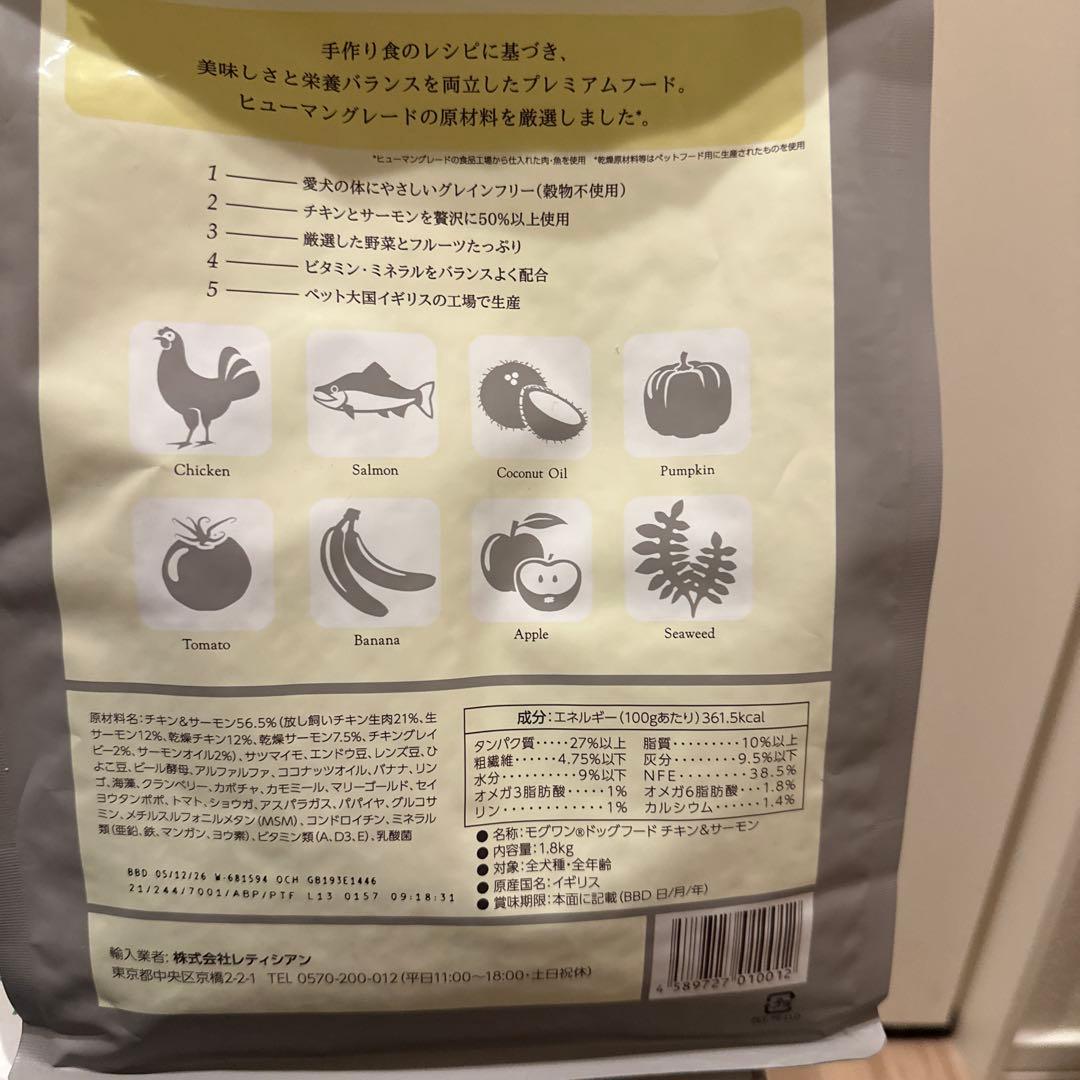 手作り食のレシピに基づき、
美味しさと栄養バランスを両立したプレミアムフード。
ヒューマングレードの原材料を厳選しました*。
*ヒューマングレードの食品工場から仕入れた肉・魚を使用 *乾燥原材料等はペットフード用に生産されたものを使用
1 愛犬の体にやさしいグレインフリー(穀物不使用)
2 チキンとサーモンを贅沢に50%以上使用
3 厳選した野菜とフルーツたっぷり
4 ビタミン・ミネラルをバランスよく配合
5 ペット大国イギリスの工場で生産
Chicken Salmon Coconut Oil Pumpkin
Tomato Banana Apple Seaweed
原材料名:チキン&サーモン56.5%(放し飼いチキン生肉21%、生
サーモン12%、乾燥チキン12%、乾燥サーモン7.5%、チキングレイ
ビー2%、サーモンオイル2%)、サツマイモ、エンドウ豆、レンズ豆、ひ
よこ豆、ビール酵母、アルファルファ、ココナッツオイル、バナナ、リン
ゴ、海藻、クランベリー、カボチャ、カモミール、マリーゴールド、セイ
ヨウタンポポ、トマト、ショウガ、アスパラガス、パパイヤ、グルコサ
ミン、メチルスルフォニルメタン(MSM)、コンドロイチン、ミネラル
類(亜鉛、鉄、マンガン、ヨウ素)、ビタミン類(A、D3、E)、乳酸菌
BBD 05/12/26 W-681594 OCH GB193E1446
21/244/7001/ABP/PTF L13 0157 09:18:31
成分:エネルギー(100gあたり)361.5kcal
タンパク質・・・・・27%以上 脂質・・・・・・・・・10%以上
粗繊維・・・・・・4.75%以下 灰分・・・・・・・・9.5%以下
水分・・・・・・・・・・9%以下 NFE・・・・・・・・38.5%
オメガ3脂肪酸・・・・・1% オメガ6脂肪酸・・・1.8%
リン・・・・・・・・・・・・1% カルシウム・・・・・・1.4%
●名称:モグワン®ドッグフード チキン&サーモン
●内容量:1.8kg
●対象:全犬種・全年齢
●原産国名:イギリス
●賞味期限:本面に記載(BBD 日/月/年)
輸入業者:株式会社レティシアン
東京都中央区京橋2-2-1 TEL 0570-200-012(平日11:00〜18:00・土日祝休)
4 589727 010012